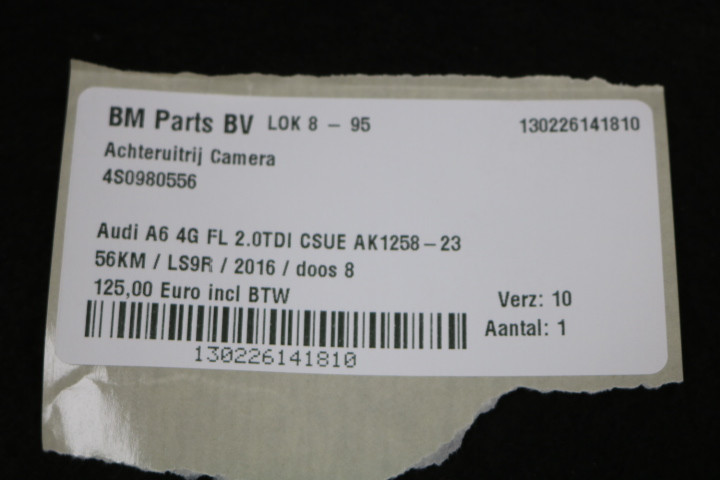 BM Parts BV LOK 8 - 95 130226141810
Achteruitrij Camera
4S0980556
Audi A6 4G FL 2.0TDI CSUE AK1258-23
56KM / LS9R / 2016 / doos 8
125,00 Euro incl BTW Verz: 10
Aantal: 1
130226141810